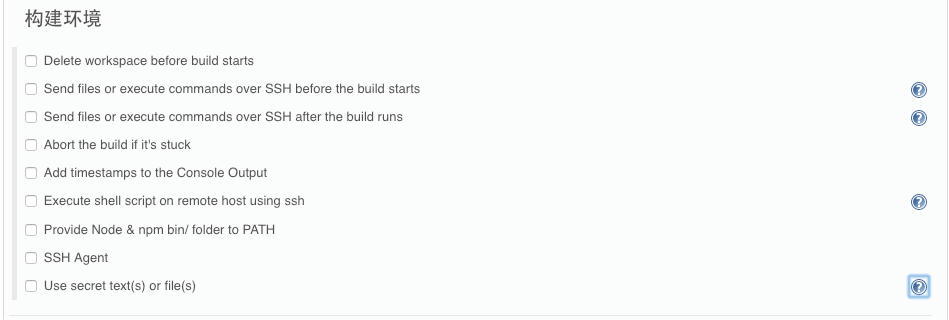 构建环境
Delete workspace before build starts
Send files or execute commands over SSH before the build starts
Send files or execute commands over SSH after the build runs
Abort the build if it's stuck
Add timestamps to the Console Output
Execute shell script on remote host using ssh
Provide Node & npm bin/ folder to PATH
SSH Agent
Use secret text(s) or file(s)